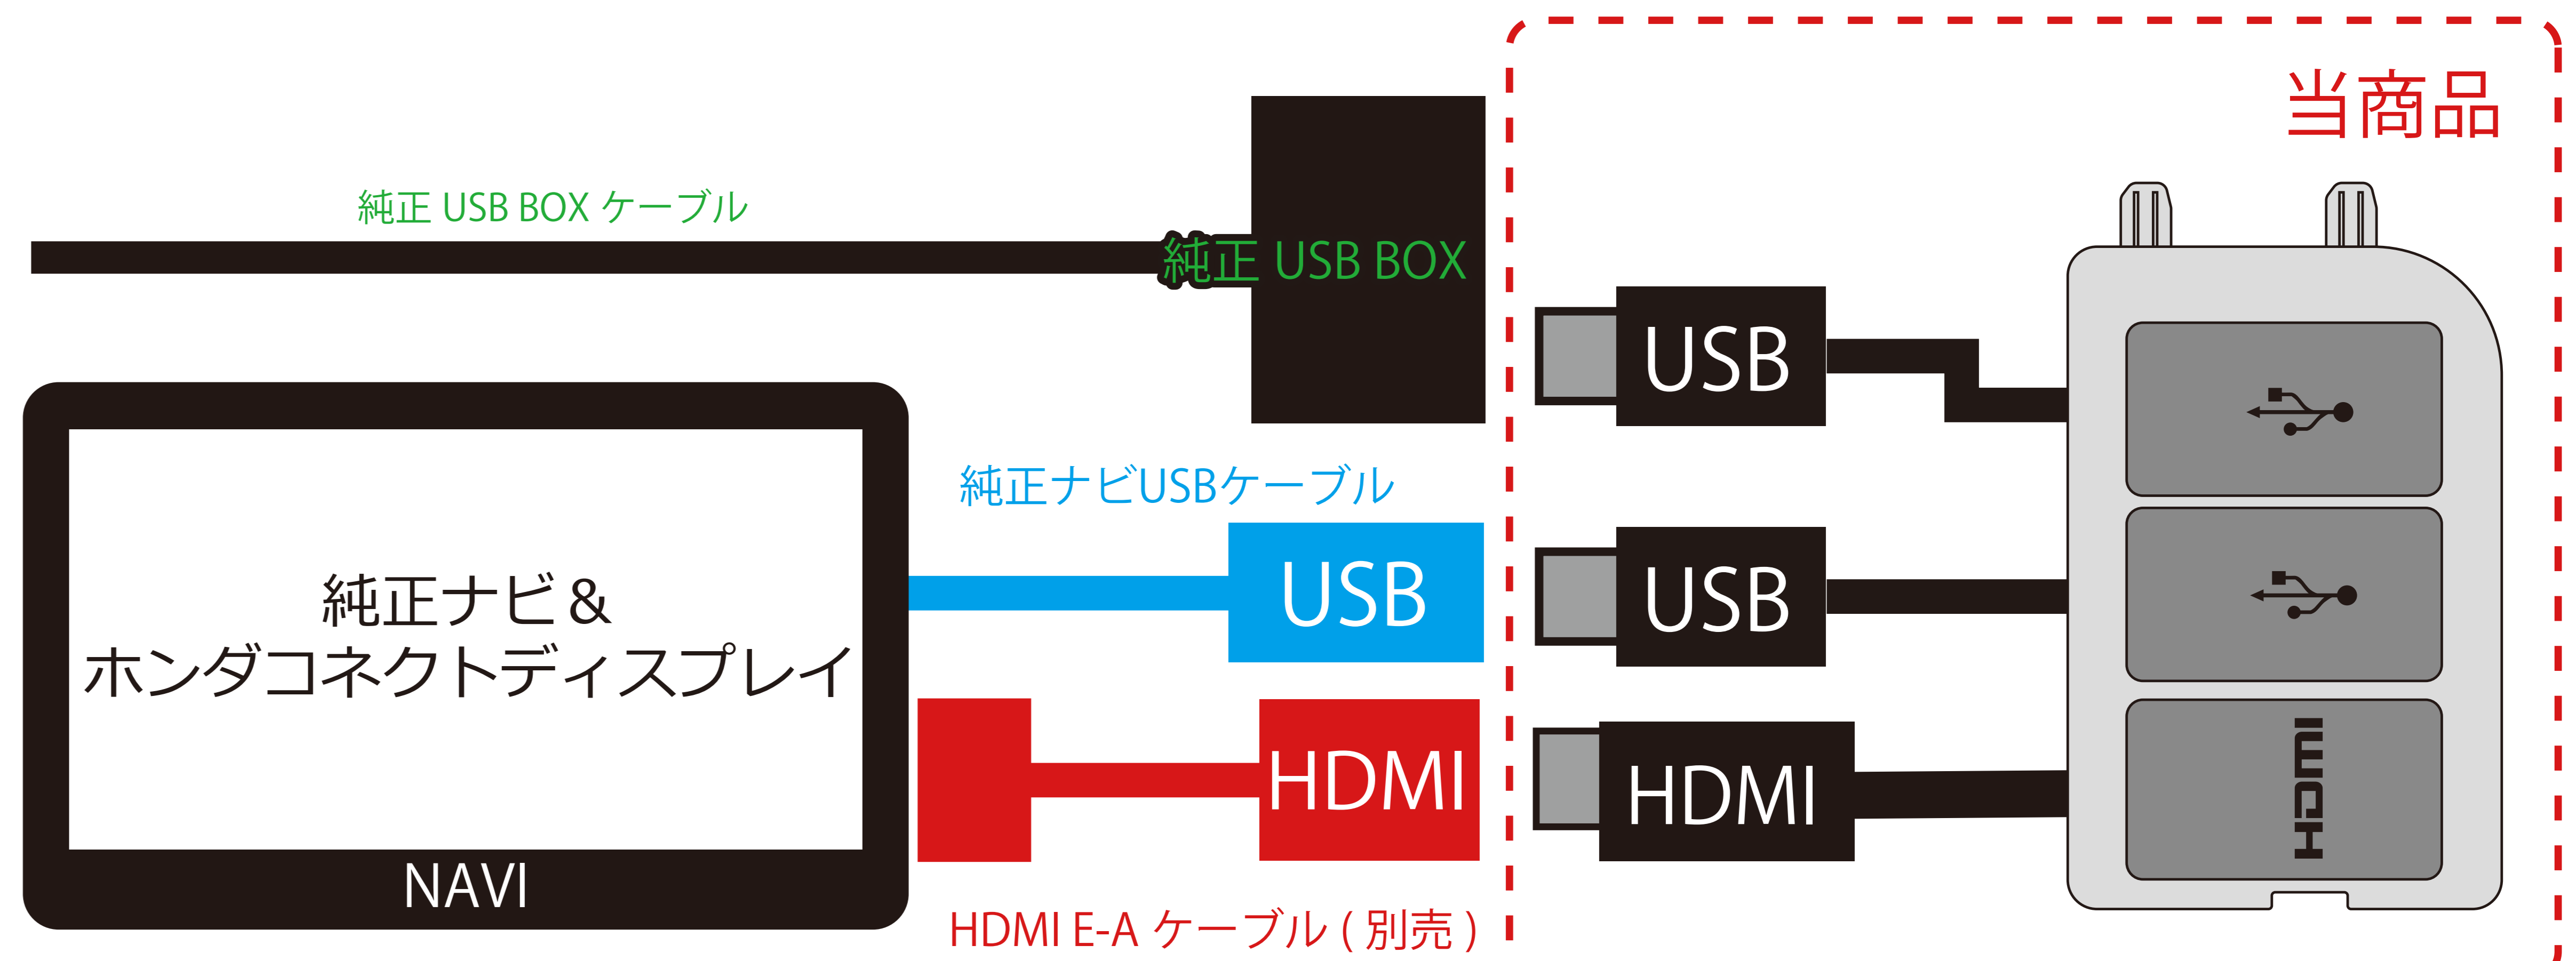 当商品
純正 USB BOX ケーブル
純正 USB BOX
USB
純正ナビUSBケーブル
純正ナビ&
ホンダコネクトディスプレイ
USB
USB
HDMI
HDMI
HDMI
NAVI
HDMI E-A ケーブル ( 別売 )